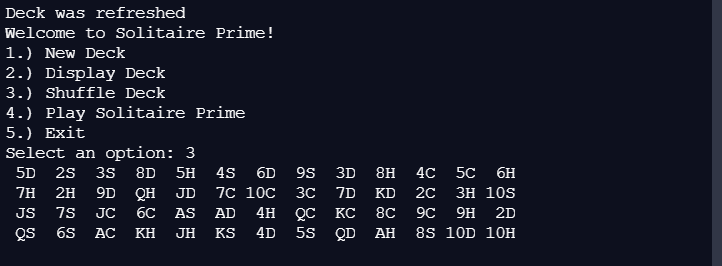 Deck was refreshed
Welcome to Solitaire Prime!
1.) New Deck
2.) Display Deck
3.) Shuffle Deck
4.) Play Solitaire Prime
5.) Exit
Select an option: 3
5D 2S 3S 8D 5H 4S 6D 9S 3D 8H 4C 5C 6H
7H 2H 9D QH JD 7C 10C 3C 7D KD 2C 3H 10S
JS 7S JC 6C AS AD 4H QC KC 8C 9C 9H 2D
QS 6S AC KH JH KS 4D 5S QD AH 8S 10D 10H